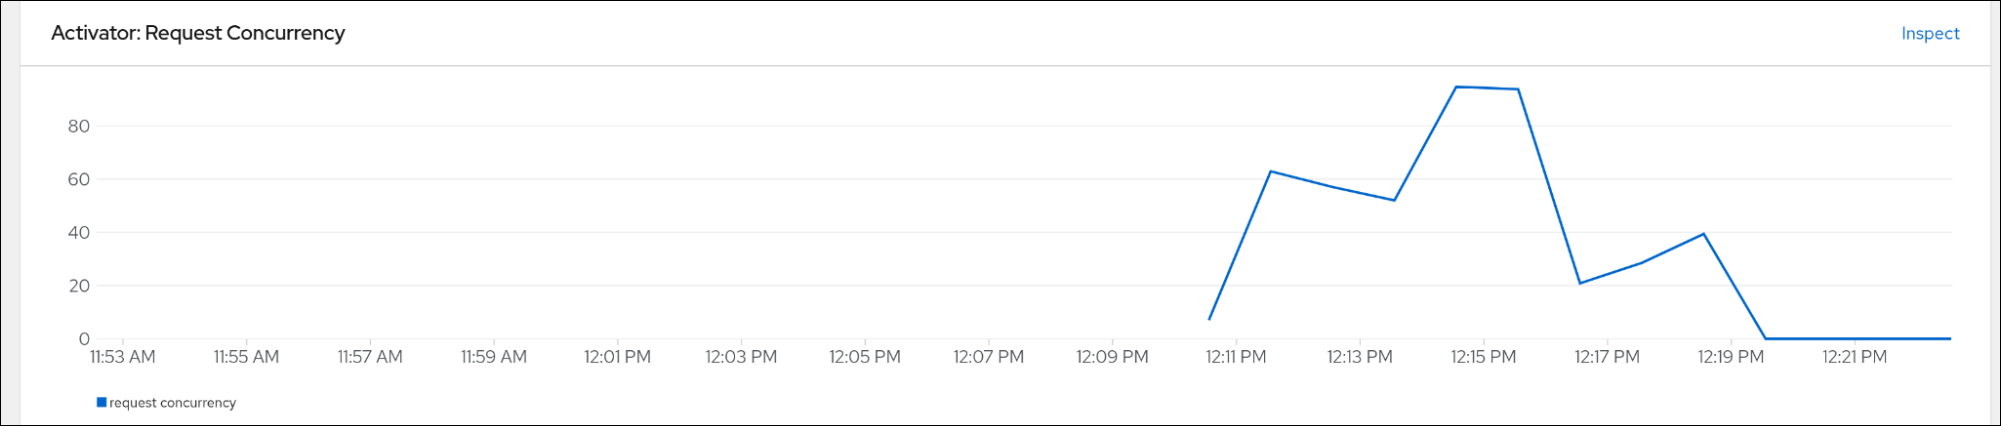 Activator: Request Concurrency
Inspect
80
60
40
20
0
11:53 AM 11:55 AM 11:57 AM 11:59 AM 12:01 PM 12:03 PM 12:05 PM 12:07 PM 12:09 PM 12:11 PM 12:13 PM 12:15 PM 12:17 PM 12:19 PM 12:21 PM
request concurrency